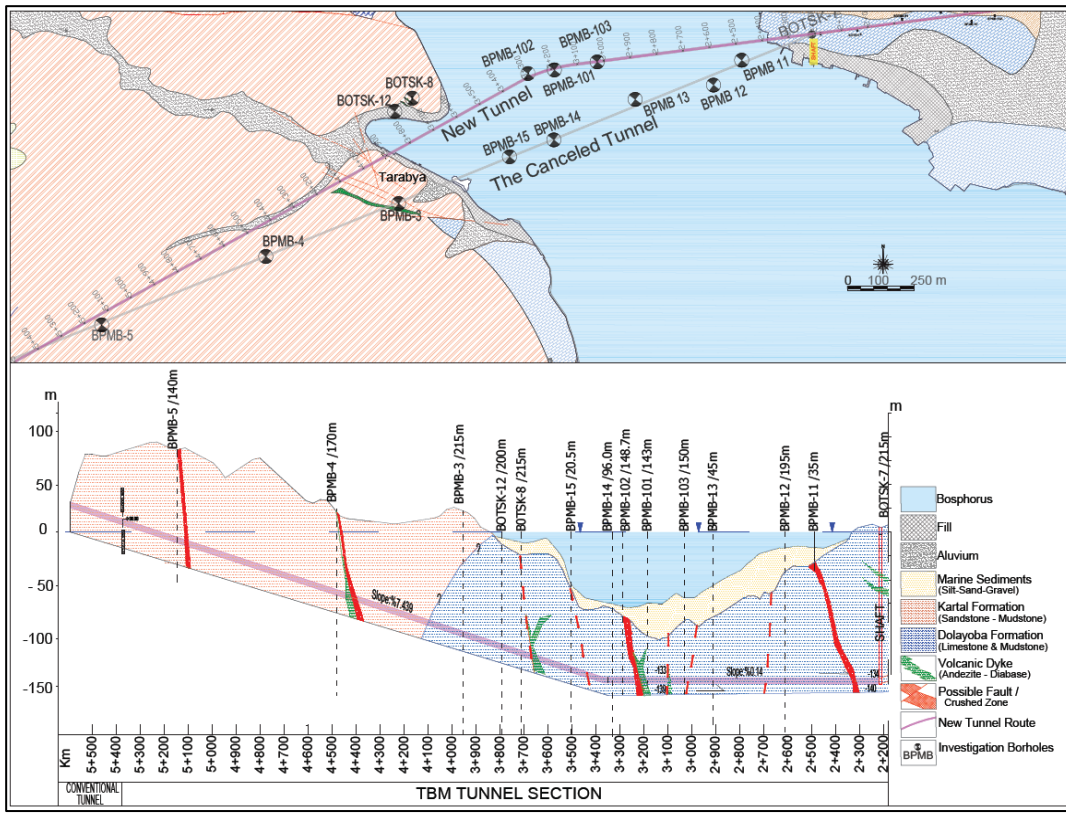 BPMB-102
BPMB-103
BOTSK-8
BOTSK-12
BPMB-101
BPMB 11
BPMB 12
BPMB 13
New Tunnel
BPMB-14
BPMB-15
The Canceled Tunnel
Tarabya
BPMB-3
BPMB-4
BPMB-5
SHAFT
0 100 250 m
m
m
100
50
0
-50
-100
-150
BPMB-5 /140m
BPMB-4 /170m
BPMB-3 /215m
BOTSK-12 /200m
BOTSK-8 /215m
BPMB-15 /20.5m
BPMB-14 /96.0m
BPMB-102 /148.7m
BPMB-101 /143m
BPMB-103 /150m
BPMB-13 /45m
BPMB-12 /195m
BPMB-11 /35m
BOTSK-7 /215m
?
?
Slope:%7.439
Slope:%0.14
-133
-139
-134
-140
SHAFT
Km
5+500
5+400
5+300
5+200
5+100
5+000
4+900
4+800
4+700
4+600
4+500
4+400
4+300
4+200
4+100
4+000
3+900
3+800
3+700
3+600
3+500
3+400
3+300
3+200
3+100
3+000
2+900
2+800
2+700
2+600
2+500
2+400
2+300
2+200
CONVENTIONAL
TUNNEL
TBM TUNNEL SECTION
Bosphorus
Fill
Aluvium
Marine Sediments
(Silt-Sand-Gravel)
Kartal Formation
(Sandstone - Mudstone)
Dolayoba Formation
(Limestone & Mudstone)
Volcanic Dyke
(Andezite - Diabase)
Possible Fault /
Crushed Zone
New Tunnel Route
BPMB
Investigation Borholes